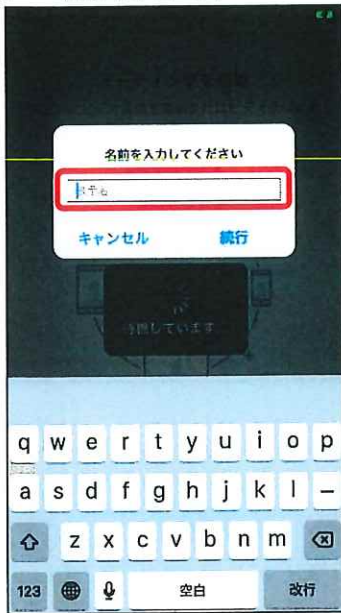 名前を入力してください
キャンセル 続行
q w e r t y u i o p
a s d f g h j k l –
z x c v b n m
123 空白 改行